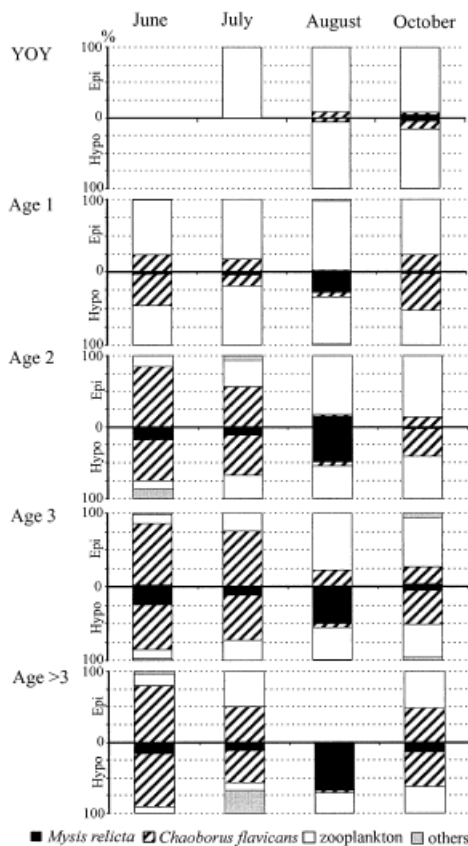 June July August October
%
YOY
100
Epi
0
Hypo
100
Age 1
100
Epi
0
Hypo
100
Age 2
100
Epi
0
Hypo
100
Age 3
100
Epi
0
Hypo
100
Age >3
100
Epi
0
Hypo
100
Mysis relicta Chaoborus flavicans zooplankton others